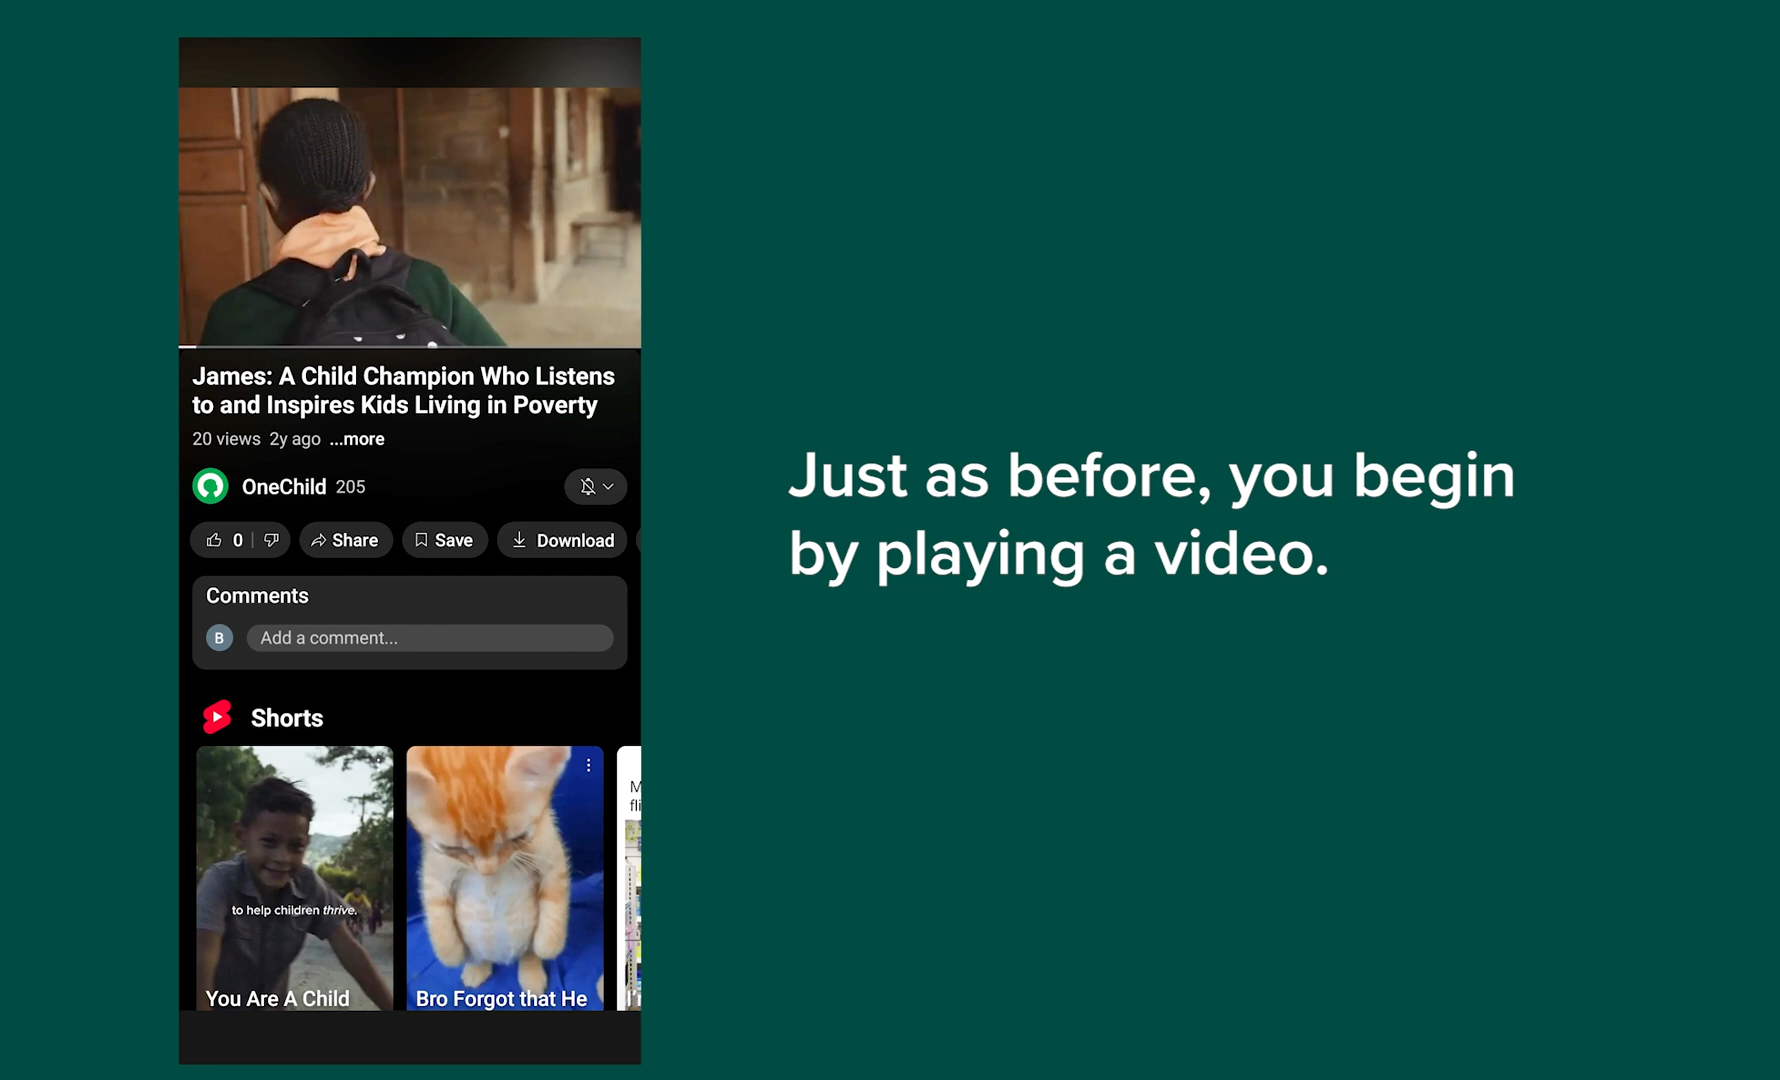 James: A Child Champion Who Listens
to and Inspires Kids Living in Poverty
20 views 2y ago ...more
OneChild 205
0 Share Save Download
Comments
B Add a comment...
Shorts
to help children thrive.
You Are A Child
Bro Forgot that He
Just as before, you begin
by playing a video.